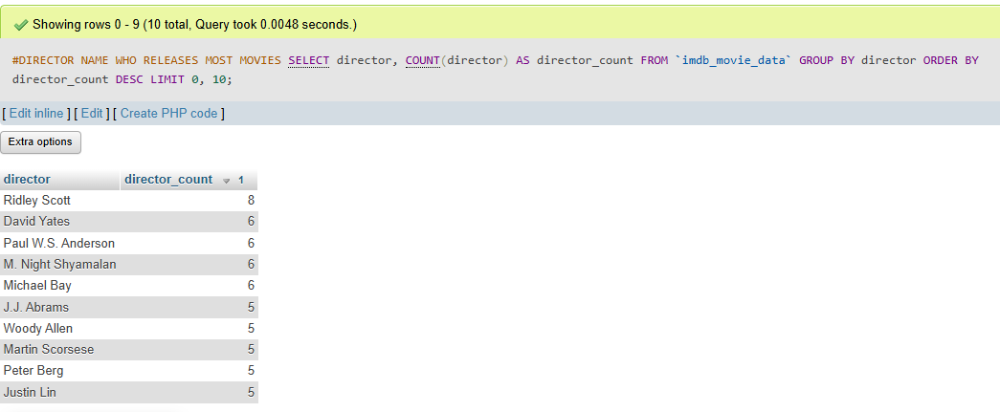 Showing rows 0 - 9 (10 total, Query took 0.0048 seconds.)
#DIRECTOR NAME WHO RELEASES MOST MOVIES SELECT director, COUNT(director) AS director_count FROM `imdb_movie_data` GROUP BY director ORDER BY
director_count DESC LIMIT 0, 10;
[ Edit inline ] [ Edit ] [ Create PHP code ]
Extra options
director director_count 1
Ridley Scott 8
David Yates 6
Paul W.S. Anderson 6
M. Night Shyamalan 6
Michael Bay 6
J.J. Abrams 5
Woody Allen 5
Martin Scorsese 5
Peter Berg 5
Justin Lin 5